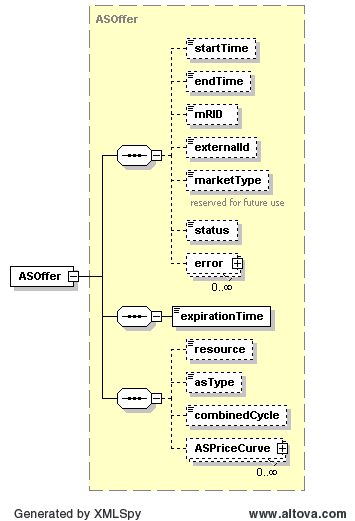 ASOffer
startTime
endTime
mRID
externalId
marketType
reserved for future use
status
error
0..∞
ASOffer
expirationTime
resource
asType
combinedCycle
ASPriceCurve
0..∞
Generated by XMLSpy
www.altova.com